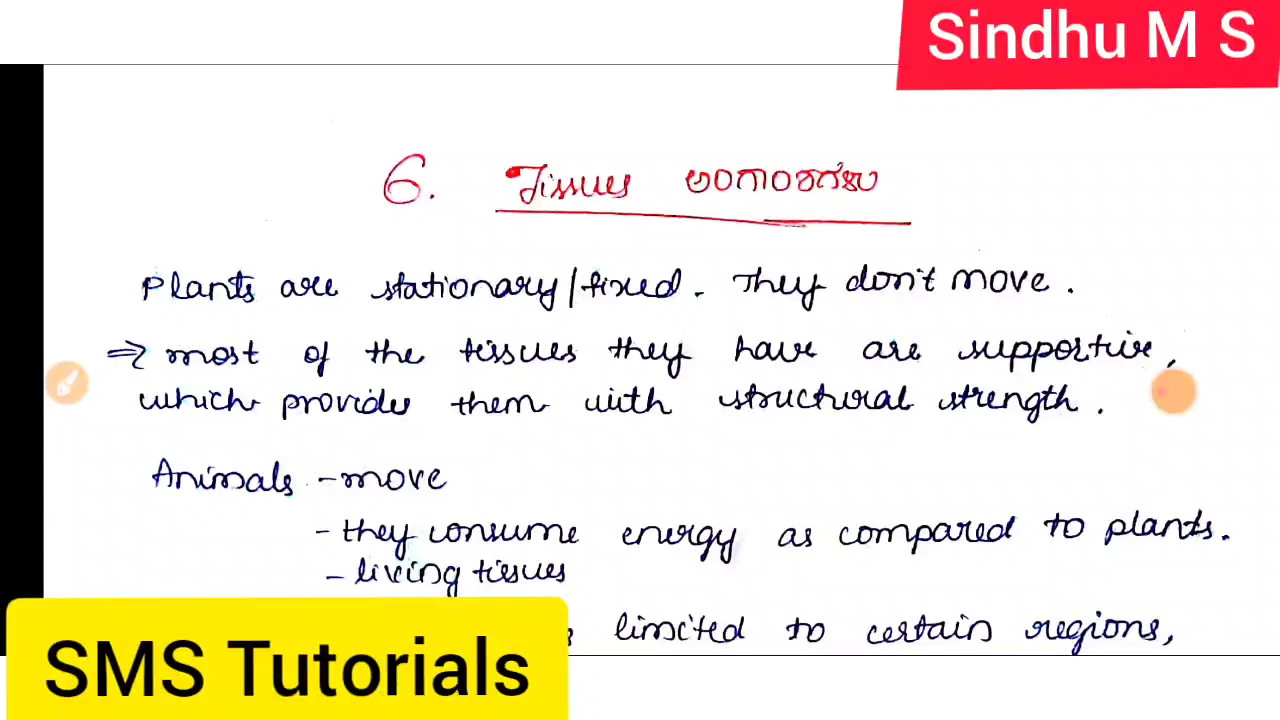 Sindhu M S
6. Tissues ಅಂಗಾಂಶಗಳು
Plants are stationary/fixed. They don't move.
⇒ most of the tissues they have are supportive,
which provides them with structural strength.
Animals - move
- they consume energy as compared to plants.
- living tissues
limited to certain regions,
SMS Tutorials